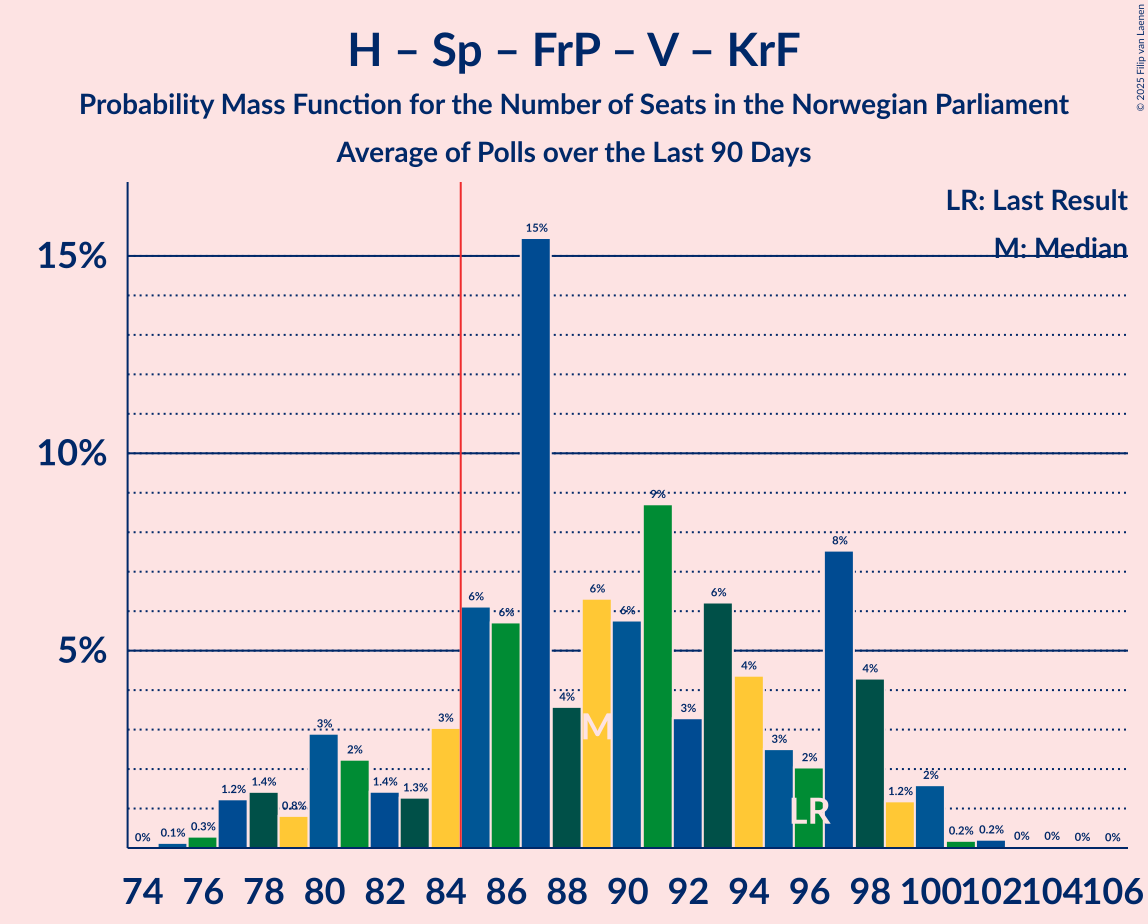 H – Sp – FrP – V – KrF
Probability Mass Function for the Number of Seats in the Norwegian Parliament
Average of Polls over the Last 90 Days
© 2025 Filip van Laenen
LR: Last Result
M: Median
15%
10%
5%
0% 0.1% 0.3% 1.2% 1.4% 0.8% 3% 2% 1.4% 1.3% 3% 6% 6% 15% 4% 6% 6% 9% 3% 6% 4% 3% 2% 8% 4% 1.2% 2% 0.2% 0.2% 0% 0% 0% 0%
M
LR
74 76 78 80 82 84 86 88 90 92 94 96 98 100 102 104 106